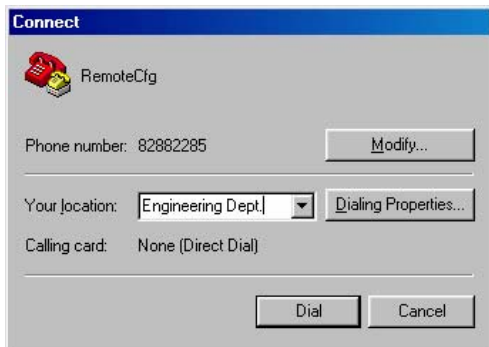 Connect
RemoteCfg
Phone number: 82882285 Modify...
Your location: Engineering Dept. Dialing Properties...
Calling card: None (Direct Dial)
Dial Cancel